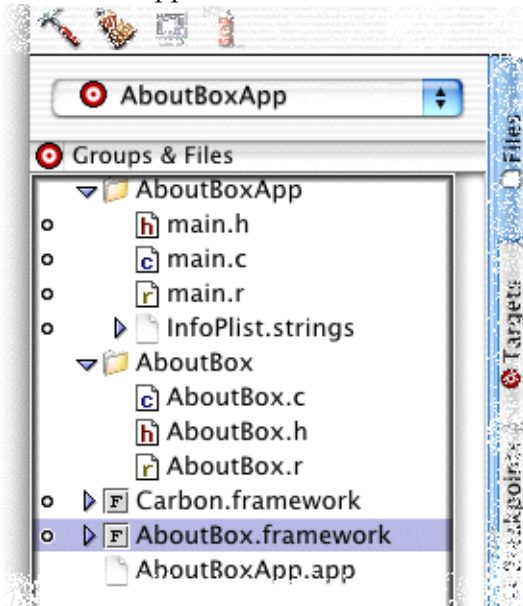 AboutBoxApp
Groups & Files
AboutBoxApp
h main.h
c main.c
r main.r
InfoPlist.strings
AboutBox
c AboutBox.c
h AboutBox.h
r AboutBox.r
F Carbon.framework
F AboutBox.framework
AboutBoxApp.app
Files
Targets